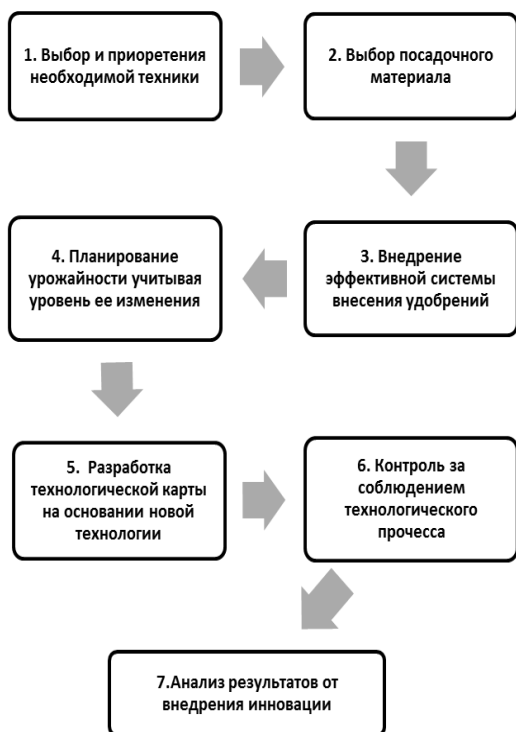 1. Выбор и приоретения
необходимой техники
2. Выбор посадочного
материала
3. Внедрение
эффективной системы
внесения удобрений
4. Планирование
урожайности учитывая
уровень ее изменения
5. Разработка
технологической карты
на основании новой
технологии
6. Контроль за
соблюдением
технологического
прочесса
7.Анализ результатов от
внедрения инновации